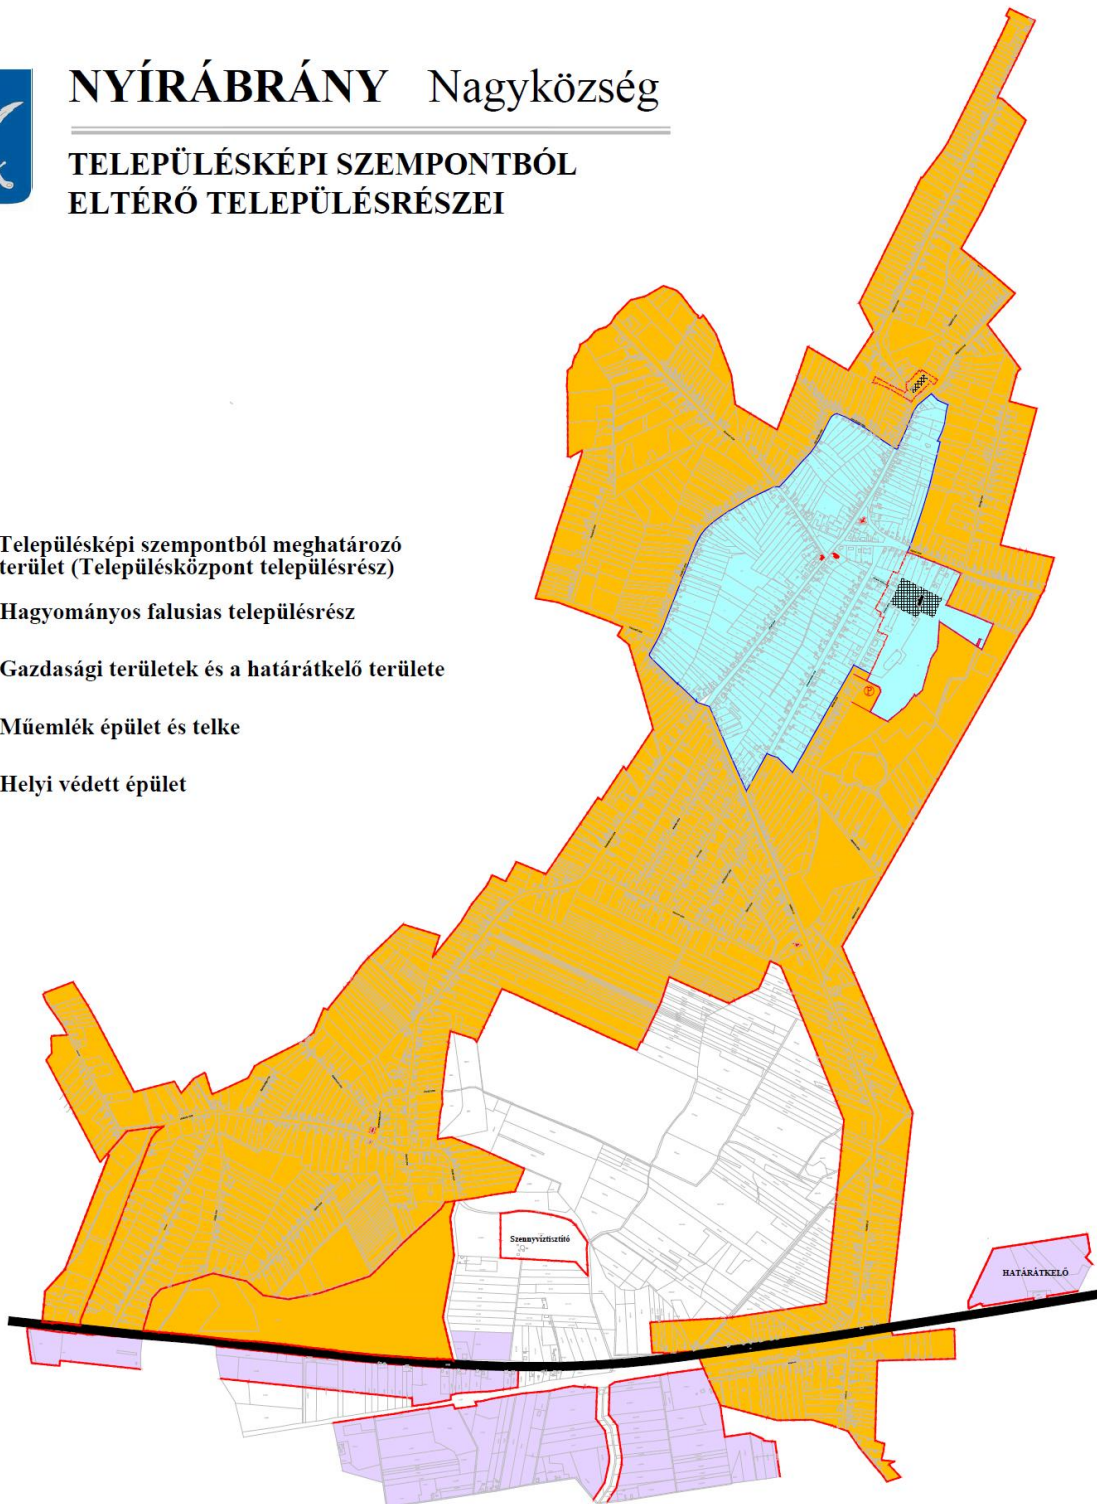 NYÍRÁBRÁNY Nagyközség
TELEPÜLÉSKÉPI SZEMPONTBÓL
ELTÉRŐ TELEPÜLÉSRÉSZEI
Településképi szempontból meghatározó
terület (Településközpont településrész)
Hagyományos falusias településrész
Gazdasági területek és a határátkelő területe
Műemlék épület és telke
Helyi védett épület
Szennyvíztisztító
HATÁRÁTKELŐ